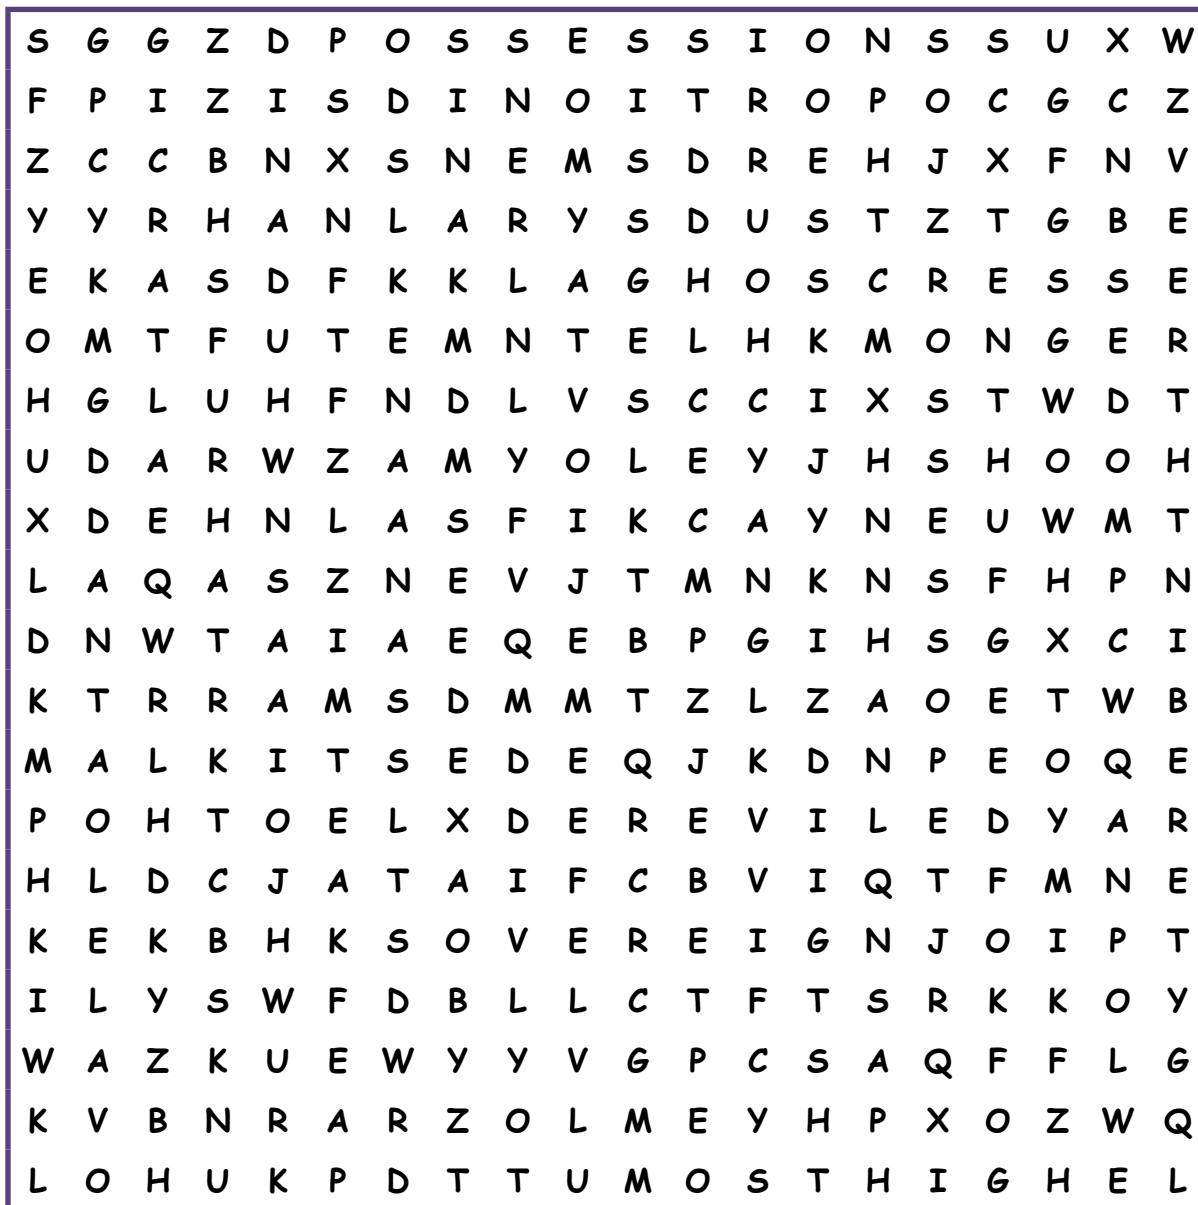 S G G Z D P O S S E S S I O N S S U X W
F P I Z I S D I N O I T R O P O C G C Z
Z C C B N X S N E M S D R E H J X F N V
Y Y R H A N L A R Y S D U S T Z T G B E
E K A S D F K K L A G H O S C R E S S E
O M T F U T E M N T E L H K M O N G E R
H G L U H F N D L V S C C I X S T W D T
U D A R W Z A M Y O L E Y J H S H O O H
X D E H N L A S F I K C A Y N E U W M T
L A Q A S Z N E V J T M N K N S F H P N
D N W T A I A E Q E B P G I H S G X C I
K T R R A M S D M M T Z L Z A O E T W B
M A L K I T S E D E Q J K D N P E O Q E
P O H T O E L X D E R E V I L E D Y A R
H L D C J A T A I F C B V I Q T F M N E
K E K B H K S O V E R E I G N J O I P T
I L Y S W F D B L L C T F T S R K K O Y
W A Z K U E W Y Y V G P C S A Q F F L G
K V B N R A R Z O L M E Y H P X O Z W Q
L O H U K P D T T U M O S T H I G H E L